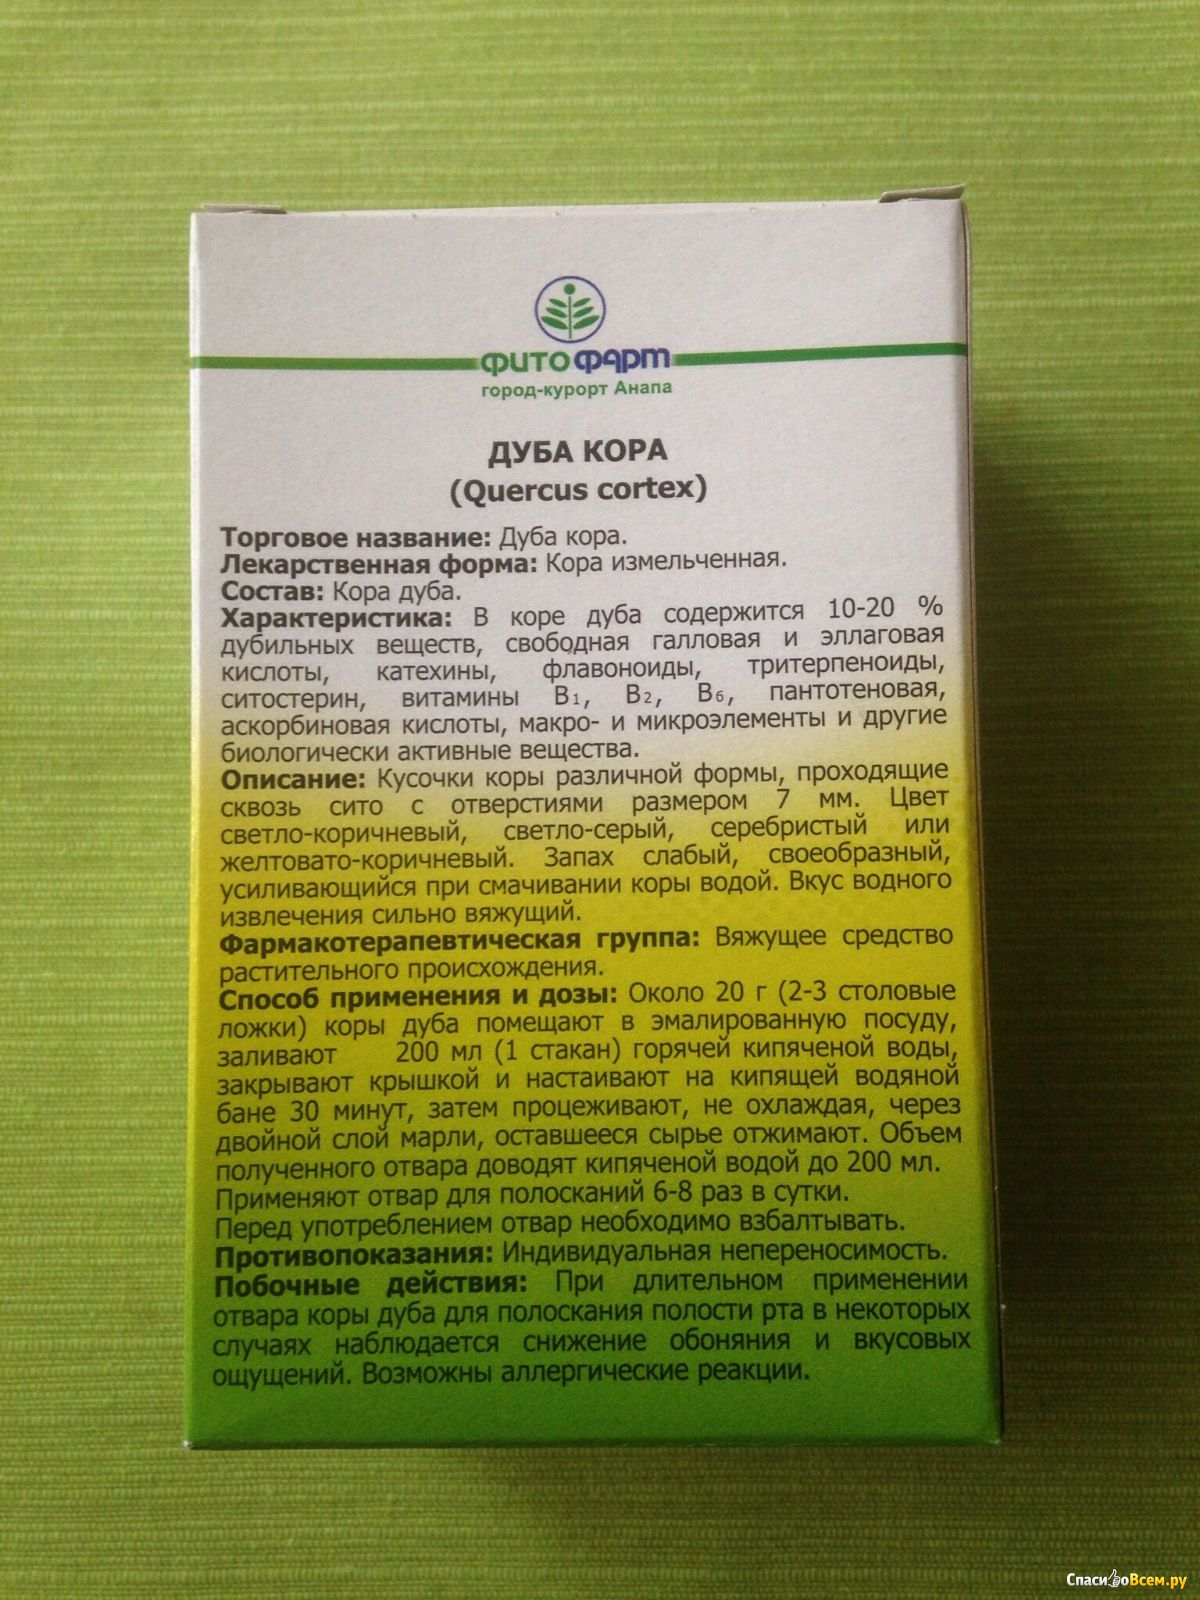 фитофарм
город-курорт Анапа
ДУБА КОРА
(Quercus cortex)
Торговое название: Дуба кора.
Лекарственная форма: Кора измельченная.
Состав: Кора дуба.
Характеристика: В коре дуба содержится 10-20 %
дубильных веществ, свободная галловая и эллаговая
кислоты, катехины, флавоноиды, тритерпеноиды,
ситостерин, витамины В1, В2, В6, пантотеновая,
аскорбиновая кислоты, макро- и микроэлементы и другие
биологически активные вещества.
Описание: Кусочки коры различной формы, проходящие
сквозь сито с отверстиями размером 7 мм. Цвет
светло-коричневый, светло-серый, серебристый или
желтовато-коричневый. Запах слабый, своеобразный,
усиливающийся при смачивании коры водой. Вкус водного
извлечения сильно вяжущий.
Фармакотерапевтическая группа: Вяжущее средство
растительного происхождения.
Способ применения и дозы: Около 20 г (2-3 столовые
ложки) коры дуба помещают в эмалированную посуду,
заливают 200 мл (1 стакан) горячей кипяченой воды,
закрывают крышкой и настаивают на кипящей водяной
бане 30 минут, затем процеживают, не охлаждая, через
двойной слой марли, оставшееся сырье отжимают. Объем
полученного отвара доводят кипяченой водой до 200 мл.
Применяют отвар для полосканий 6-8 раз в сутки.
Перед употреблением отвар необходимо взбалтывать.
Противопоказания: Индивидуальная непереносимость.
Побочные действия: При длительном применении
отвара коры дуба для полоскания полости рта в некоторых
случаях наблюдается снижение обоняния и вкусовых
ощущений. Возможны аллергические реакции.
СпасибоВсем.ру